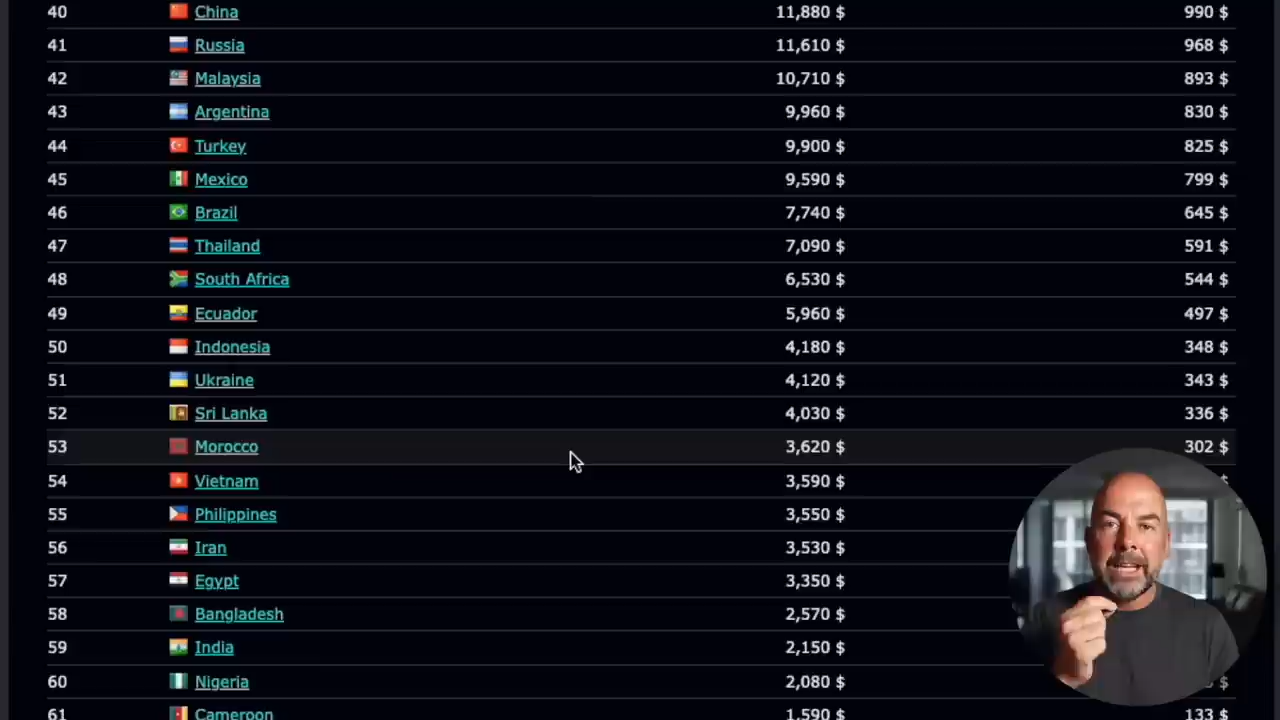 40 China 11,880 $ 990 $
41 Russia 11,610 $ 968 $
42 Malaysia 10,710 $ 893 $
43 Argentina 9,960 $ 830 $
44 Turkey 9,900 $ 825 $
45 Mexico 9,590 $ 799 $
46 Brazil 7,740 $ 645 $
47 Thailand 7,090 $ 591 $
48 South Africa 6,530 $ 544 $
49 Ecuador 5,960 $ 497 $
50 Indonesia 4,180 $ 348 $
51 Ukraine 4,120 $ 343 $
52 Sri Lanka 4,030 $ 336 $
53 Morocco 3,620 $ 302 $
54 Vietnam 3,590 $ $
55 Philippines 3,550 $
56 Iran 3,530 $
57 Egypt 3,350 $
58 Bangladesh 2,570 $
59 India 2,150 $
60 Nigeria 2,080 $ $
61 Cameroon 1,590 $ 133 $